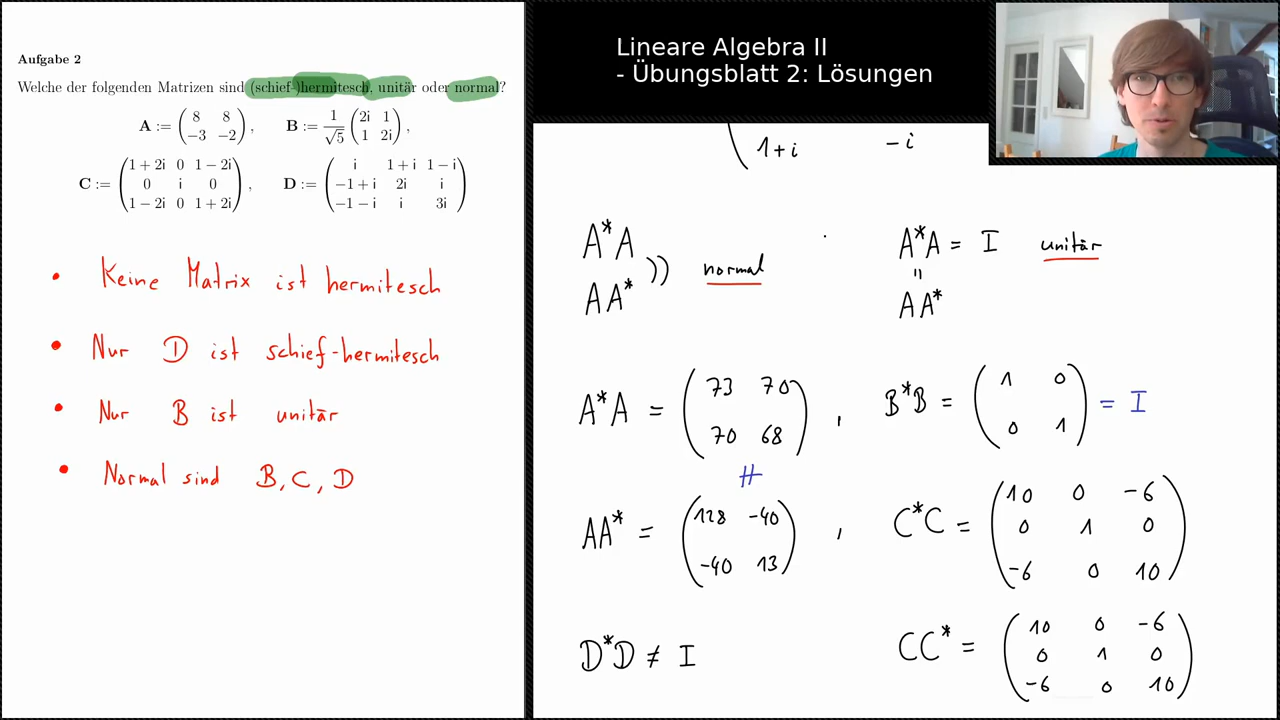 Aufgabe 2
Welche der folgenden Matrizen sind (schief-)hermitesch, unitär oder normal?
A := ( 8 8 ; −3 −2 ), B := 1/√5 ( 2i 1 ; 1 2i ),
C := ( 1 + 2i 0 1 − 2i ; 0 i 0 ; 1 − 2i 0 1 + 2i ), D := ( i 1 + i 1 − i ; −1 + i 2i i ; −1 − i i 3i )
• Keine Matrix ist hermitesch
• Nur D ist schief-hermitesch
• Nur B ist unitär
• Normal sind B, C, D
Lineare Algebra II
- Übungsblatt 2: Lösungen
1+i -i
A*A
AA* )) normal
A*A = I unitär
=
AA*
A*A = ( 73 70 ; 70 68 ), B*B = ( 1 0 ; 0 1 ) = I
≠
AA* = ( 128 -40 ; -40 13 ), C*C = ( 10 0 -6 ; 0 1 0 ; -6 0 10 )
D*D ≠ I CC* = ( 10 0 -6 ; 0 1 0 ; -6 0 10 )